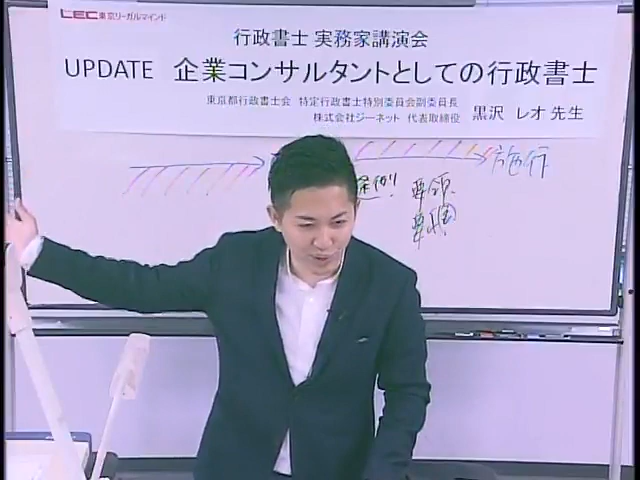 LEC東京リーガルマインド
行政書士 実務家講演会
UPDATE 企業コンサルタントとしての行政書士
東京都行政書士会 特定行政書士特別委員会副委員長
株式会社ジーネット 代表取締役 黒沢 レオ 先生
施行
要領